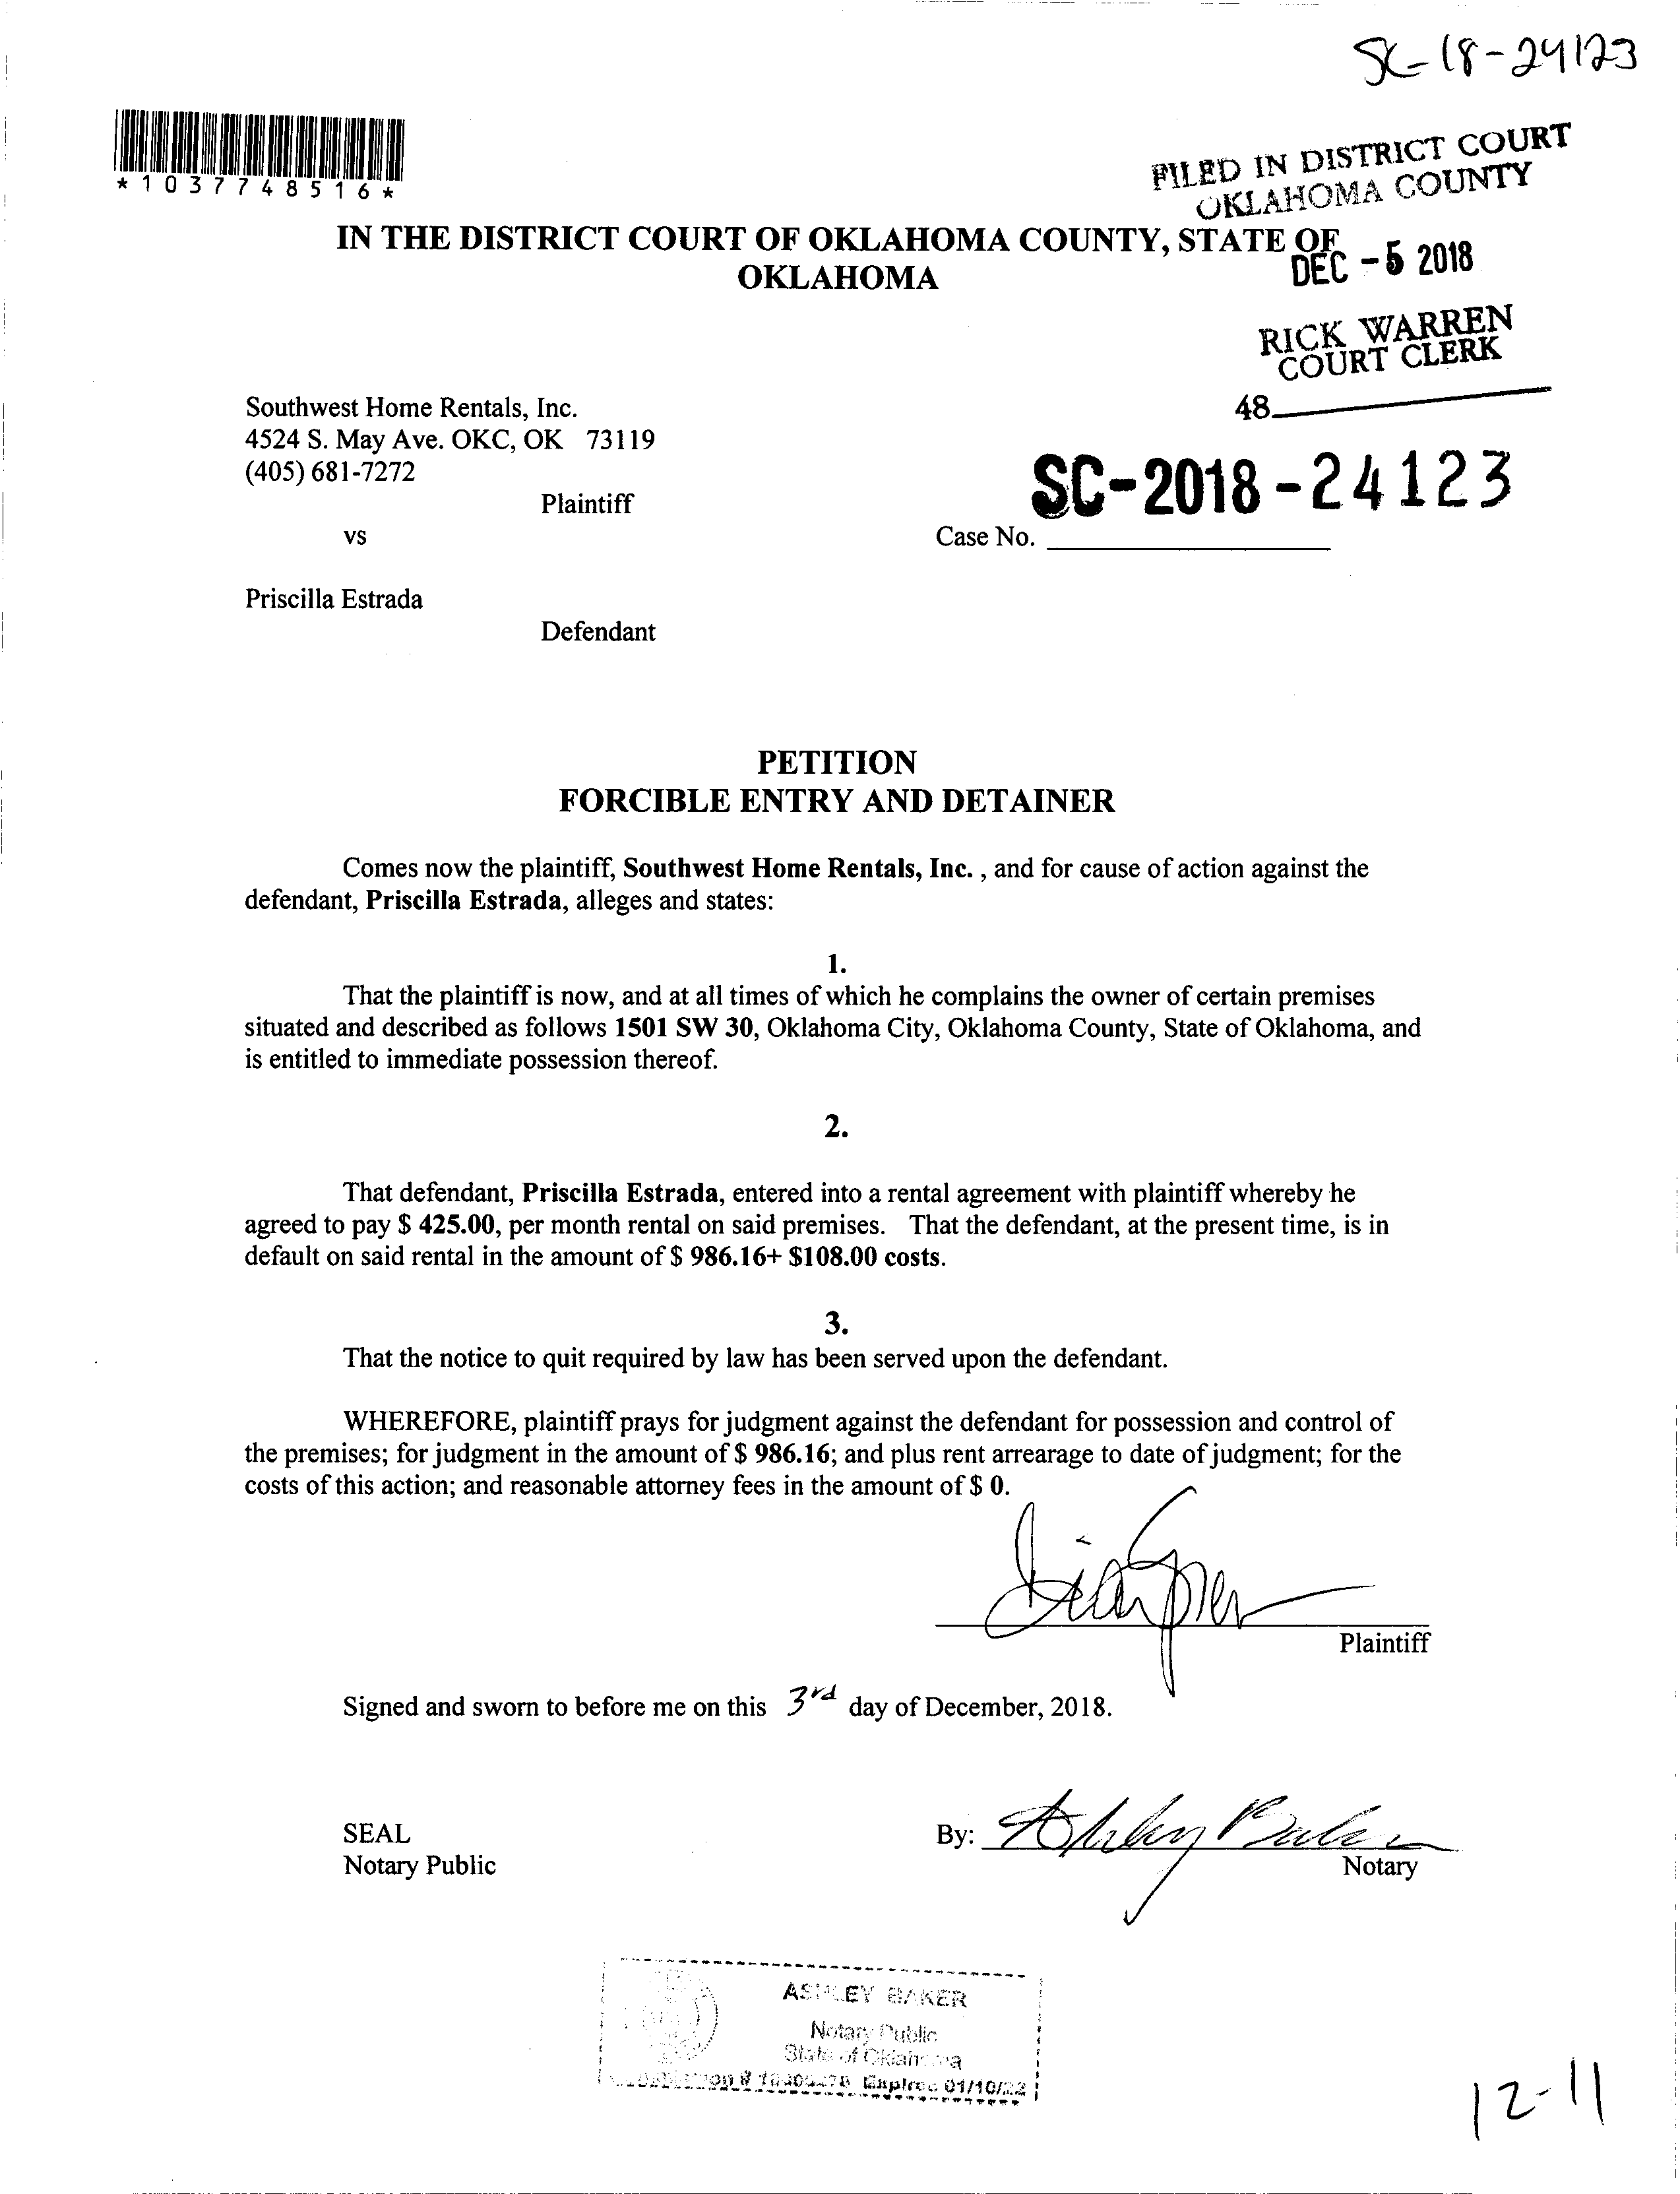 SC-18-24123
*1037748516*
FILED IN DISTRICT COURT
OKLAHOMA COUNTY
IN THE DISTRICT COURT OF OKLAHOMA COUNTY, STATE OF
OKLAHOMA
DEC -5 2018
RICK WARREN
COURT CLERK
48
Southwest Home Rentals, Inc.
4524 S. May Ave. OKC, OK 73119
(405) 681-7272
Plaintiff
SC-2018-24123
vs
Case No.
Priscilla Estrada
Defendant
PETITION
FORCIBLE ENTRY AND DETAINER
Comes now the plaintiff, Southwest Home Rentals, Inc. , and for cause of action against the
defendant, Priscilla Estrada, alleges and states:
1.
That the plaintiff is now, and at all times of which he complains the owner of certain premises
situated and described as follows 1501 SW 30, Oklahoma City, Oklahoma County, State of Oklahoma, and
is entitled to immediate possession thereof.
2.
That defendant, Priscilla Estrada, entered into a rental agreement with plaintiff whereby he
agreed to pay $ 425.00, per month rental on said premises. That the defendant, at the present time, is in
default on said rental in the amount of $ 986.16+ $108.00 costs.
3.
That the notice to quit required by law has been served upon the defendant.
WHEREFORE, plaintiff prays for judgment against the defendant for possession and control of
the premises; for judgment in the amount of $ 986.16; and plus rent arrearage to date of judgment; for the
costs of this action; and reasonable attorney fees in the amount of $ 0.
Plaintiff
Signed and sworn to before me on this 3rd day of December, 2018.
SEAL
By: Ashley Baker
Notary Public
Notary
ASHLEY BAKER
Notary Public
State of Oklahoma
Expires 01/10/22
12-11